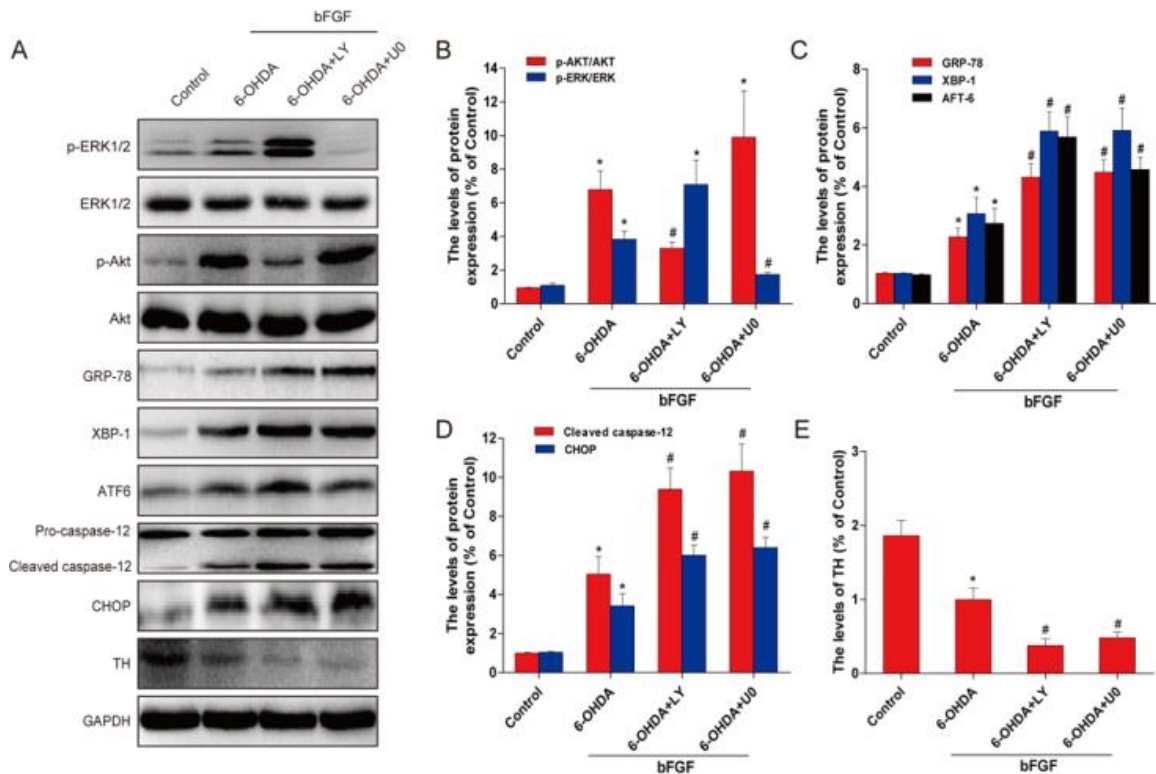 A
bFGF
Control
6-OHDA
6-OHDA+LY
6-OHDA+U0
p-ERK1/2
ERK1/2
p-Akt
Akt
GRP-78
XBP-1
ATF6
Pro-caspase-12
Cleaved caspase-12
CHOP
TH
GAPDH
B
p-AKT/AKT
p-ERK/ERK
The levels of protein
expression (% of Control)
14
12
10
8
6
4
2
0
*
*
#
*
*
#
Control
6-OHDA
6-OHDA+LY
6-OHDA+U0
bFGF
C
GRP-78
XBP-1
AFT-6
The levels of protein
expression (% of Control)
8
6
4
2
0
*
*
*
#
#
#
#
#
#
Control
6-OHDA
6-OHDA+LY
6-OHDA+U0
bFGF
D
Cleaved caspase-12
CHOP
The levels of protein
expression (% of Control)
12
10
8
6
4
2
0
*
*
#
#
#
#
Control
6-OHDA
6-OHDA+LY
6-OHDA+U0
bFGF
E
The levels of TH (% of Control)
3
2
1
0
*
#
#
Control
6-OHDA
6-OHDA+LY
6-OHDA+U0
bFGF